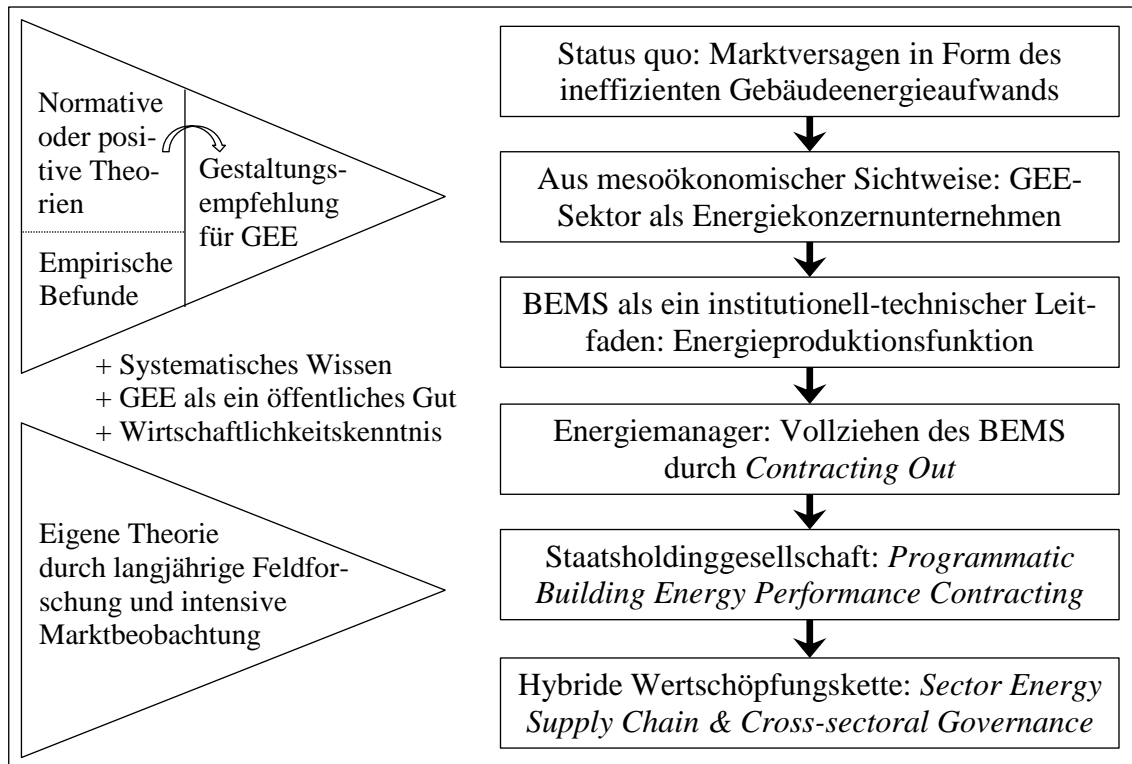 Normative
oder posi-
tive Theo-
rien
Gestaltungs-
empfehlung
für GEE
Empirische
Befunde
+ Systematisches Wissen
+ GEE als ein öffentliches Gut
+ Wirtschaftlichkeitskenntnis
Eigene Theorie
durch langjährige Feldfor-
schung und intensive
Marktbeobachtung
Status quo: Marktversagen in Form des
ineffizienten Gebäudeenergieaufwands
Aus mesoökonomischer Sichtweise: GEE-
Sektor als Energiekonzernunternehmen
BEMS als ein institutionell-technischer Leit-
faden: Energieproduktionsfunktion
Energiemanager: Vollziehen des BEMS
durch Contracting Out
Staatsholdinggesellschaft: Programmatic
Building Energy Performance Contracting
Hybride Wertschöpfungskette: Sector Energy
Supply Chain & Cross-sectoral Governance